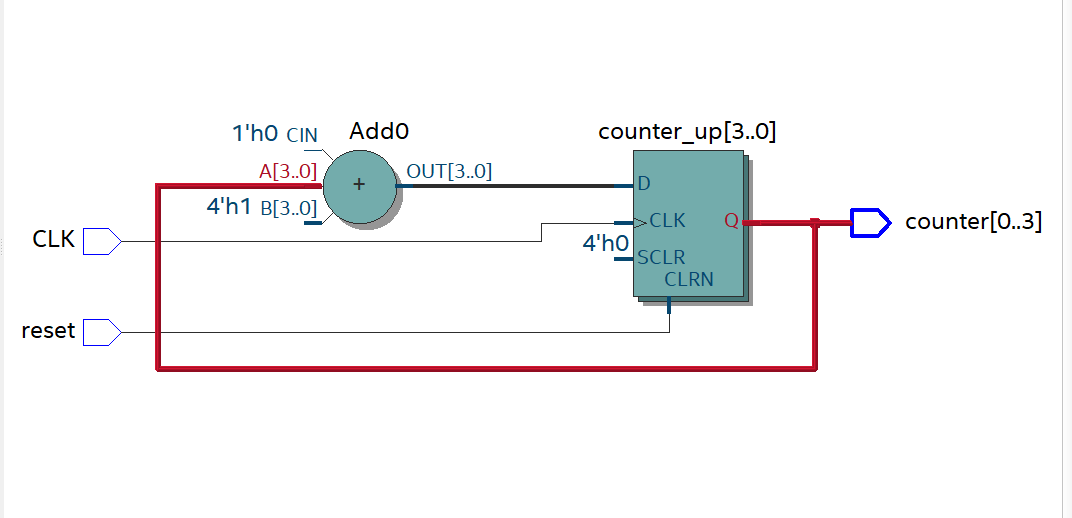 1'h0 CIN
Add0
A[3..0]
+
OUT[3..0]
4'h1 B[3..0]
CLK
reset
counter_up[3..0]
D
CLK
4'h0
SCLR
CLRN
Q
counter[0..3]